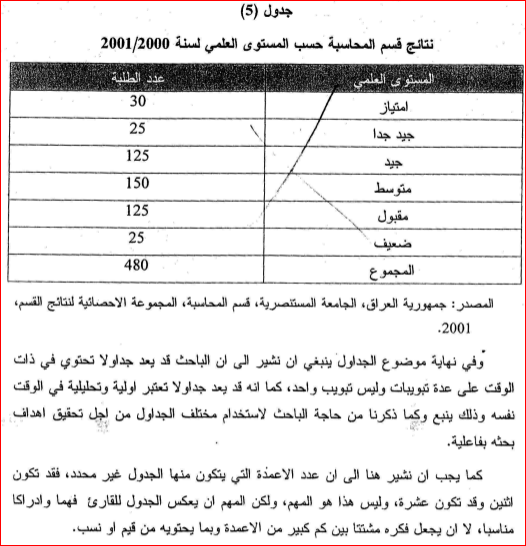 جدول (5)
نتائج قسم المحاسبة حسب المستوى العلمي لسنة 2001/2000
المستوى العلمي عدد الطلبة
امتياز 30
جيد جدا 25
جيد 125
متوسط 150
مقبول 125
ضعيف 25
المجموع 480
المصدر: جمهورية العراق، الجامعة المستنصرية، قسم المحاسبة، المجموعة الاحصائية لنتائج القسم،
2001.
وفي نهاية موضوع الجداول ينبغي ان نشير الى ان الباحث قد يعد جداولا تحتوي في ذات
الوقت على عدة تبويبات وليس تبويب واحد، كما انه قد يعد جداولا تعتبر اولية وتحليلية في الوقت
نفسه وذلك ينبع وكما ذكرنا من حاجة الباحث لاستخدام مختلف الجداول من اجل تحقيق اهداف
بحثه بفاعلية.
كما يجب ان نشير هنا الى ان عدد الاعمدة التي يتكون منها الجدول غير محدد، فقد تكون
اثنين وقد تكون عشرة، وليس هذا هو المهم، ولكن المهم ان يعكس الجدول للقارئ فهما وادراكا
مناسبا، لا ان يجعل فكره مشتتا بين كم كبير من الاعمدة وبما يحتويه من قيم او نسب.